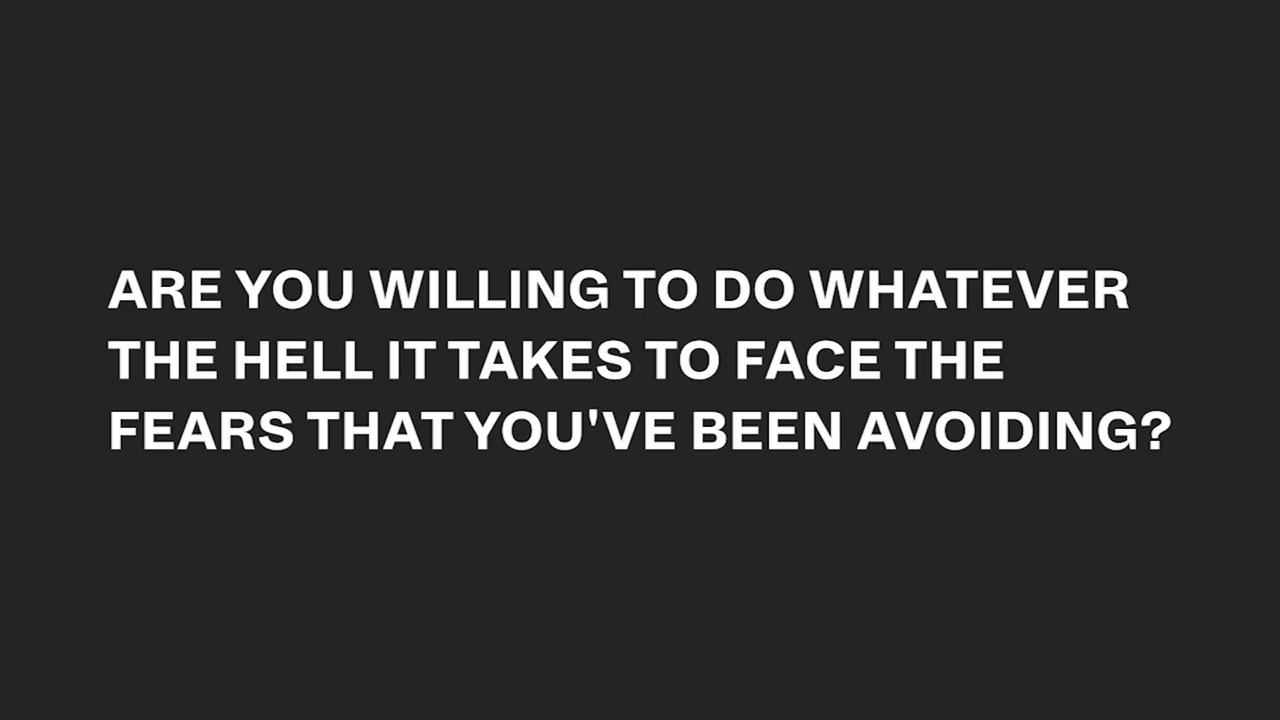 ARE YOU WILLING TO DO WHATEVER
THE HELL IT TAKES TO FACE THE
FEARS THAT YOU'VE BEEN AVOIDING?